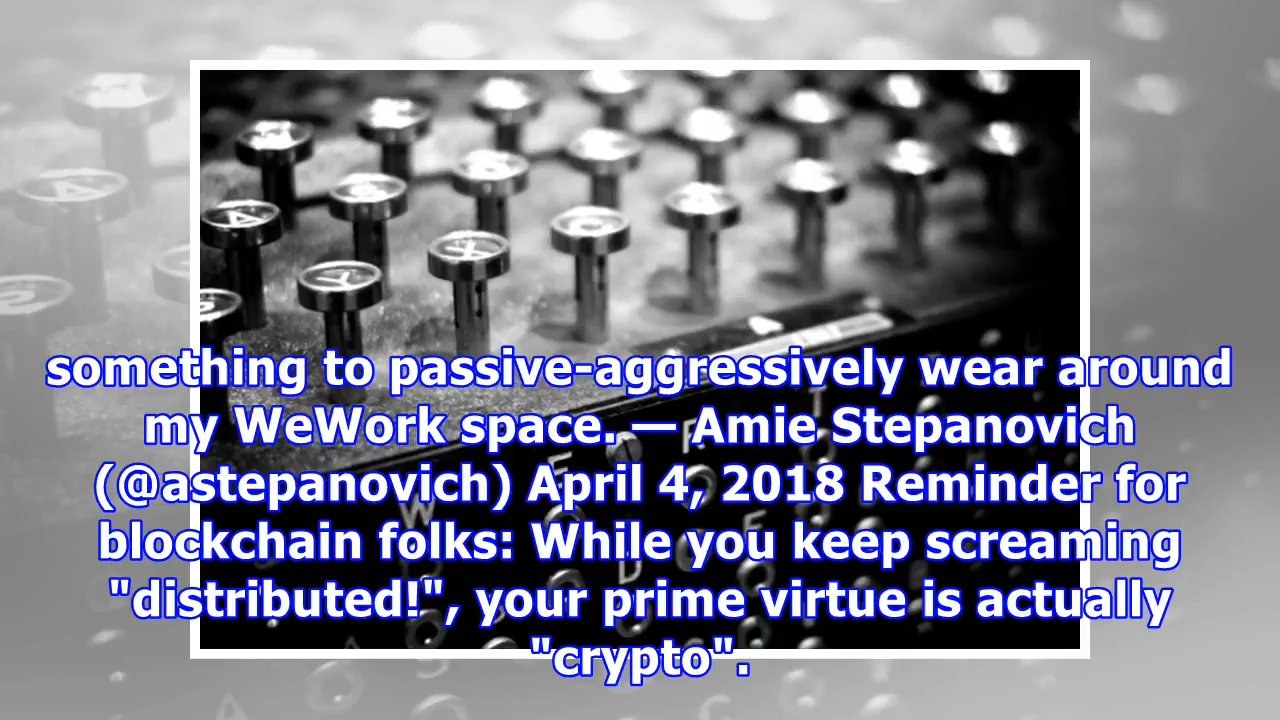 A
Y
X
something to passive-aggressively wear around
my WeWork space. — Amie Stepanovich
(@astepanovich) April 4, 2018 Reminder for
blockchain folks: While you keep screaming
"distributed!", your prime virtue is actually
"crypto".